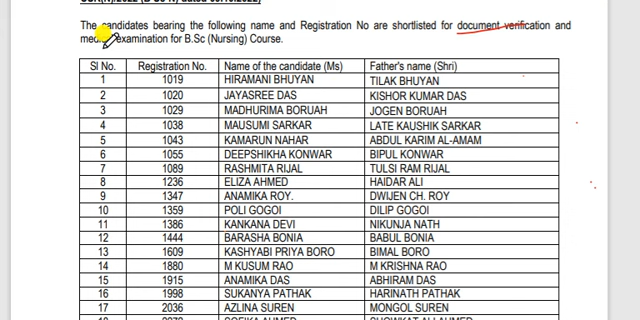 The candidates bearing the following name and Registration No are shortlisted for document verification and
examination for B.Sc (Nursing) Course.
Sl No. Registration No. Name of the candidate (Ms) Father's name (Shri)
1 1019 HIRAMANI BHUYAN TILAK BHUYAN
2 1020 JAYASREE DAS KISHOR KUMAR DAS
3 1029 MADHURIMA BORUAH JOGEN BORUAH
4 1038 MAUSUMI SARKAR LATE KAUSHIK SARKAR
5 1043 KAMARUN NAHAR ABDUL KARIM AL-AMAM
6 1055 DEEPSHIKHA KONWAR BIPUL KONWAR
7 1089 RASHMITA RIJAL TULSI RAM RIJAL
8 1236 ELIZA AHMED HAIDAR ALI
9 1347 ANAMIKA ROY. DWIJEN CH. ROY
10 1359 POLI GOGOI DILIP GOGOI
11 1386 KANKANA DEVI NIKUNJA NATH
12 1444 BARASHA BONIA BABUL BONIA
13 1609 KASHYABI PRIYA BORO BIMAL BORO
14 1880 M KUSUM RAO M KRISHNA RAO
15 1915 ANAMIKA DAS ABHIRAM DAS
16 1998 SUKANYA PATHAK HARINATH PATHAK
17 2036 AZLINA SUREN MONGOL SUREN